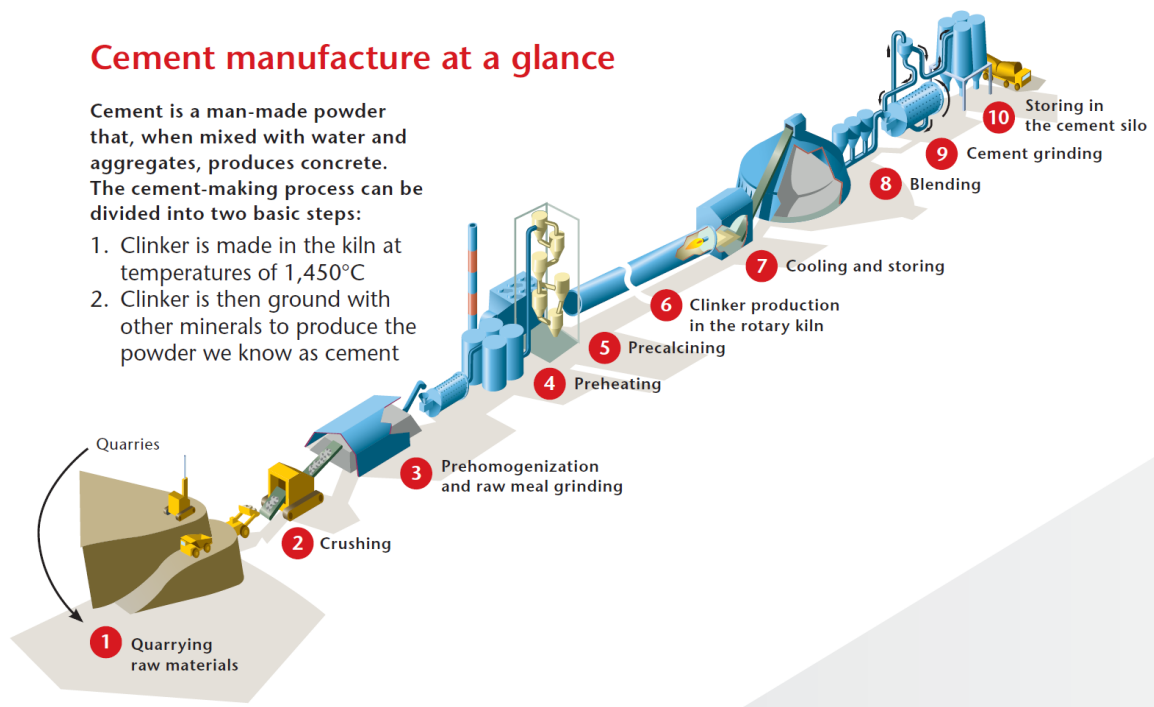 Cement manufacture at a glance
Cement is a man-made powder
that, when mixed with water and
aggregates, produces concrete.
The cement-making process can be
divided into two basic steps:
1. Clinker is made in the kiln at
temperatures of 1,450°C
2. Clinker is then ground with
other minerals to produce the
powder we know as cement
Quarries
1 Quarrying
raw materials
2 Crushing
3 Prehomogenization
and raw meal grinding
4 Preheating
5 Precalcining
6 Clinker production
in the rotary kiln
7 Cooling and storing
8 Blending
9 Cement grinding
10 Storing in
the cement silo